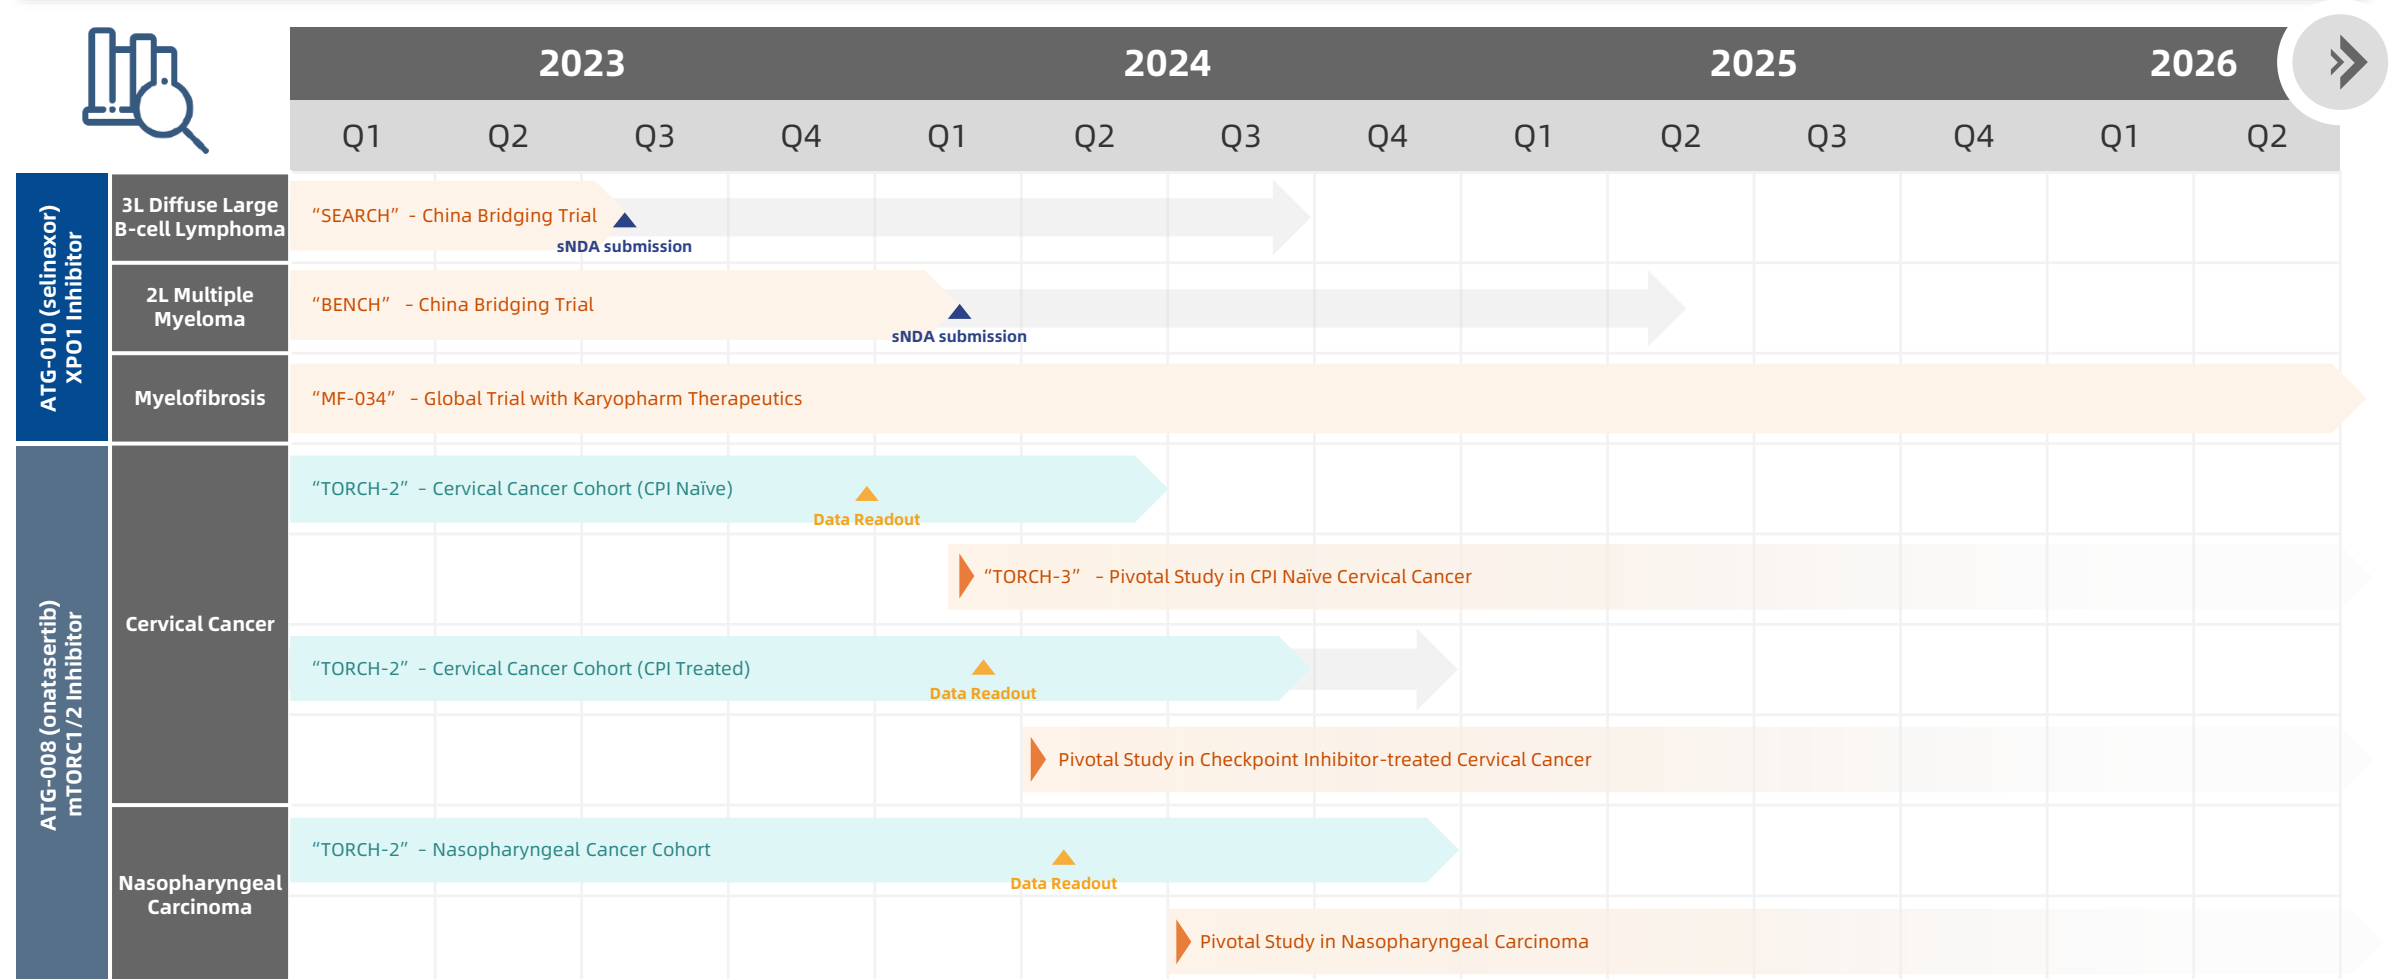 2023 2024 2025 2026
Q1 Q2 Q3 Q4 Q1 Q2 Q3 Q4 Q1 Q2 Q3 Q4 Q1 Q2
ATG-010 (selinexor)
XPO1 Inhibitor
3L Diffuse Large
B-cell Lymphoma
“SEARCH” – China Bridging Trial
sNDA submission
2L Multiple
Myeloma
“BENCH” – China Bridging Trial
sNDA submission
Myelofibrosis
“MF-034” – Global Trial with Karyopharm Therapeutics
ATG-008 (onatasertib)
mTORC1/2 Inhibitor
Cervical Cancer
“TORCH-2” – Cervical Cancer Cohort (CPI Naïve)
Data Readout
“TORCH-3” – Pivotal Study in CPI Naïve Cervical Cancer
“TORCH-2” – Cervical Cancer Cohort (CPI Treated)
Data Readout
Pivotal Study in Checkpoint Inhibitor-treated Cervical Cancer
Nasopharyngeal
Carcinoma
“TORCH-2” – Nasopharyngeal Cancer Cohort
Data Readout
Pivotal Study in Nasopharyngeal Carcinoma